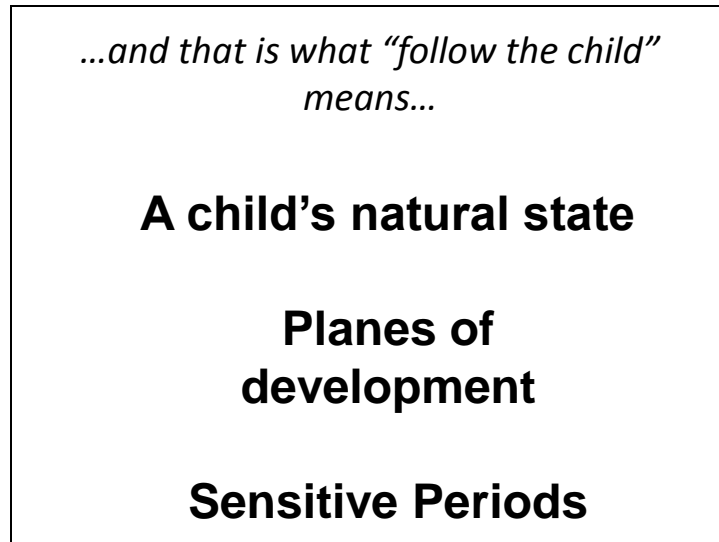 …and that is what “follow the child”
means…
A child’s natural state
Planes of
development
Sensitive Periods